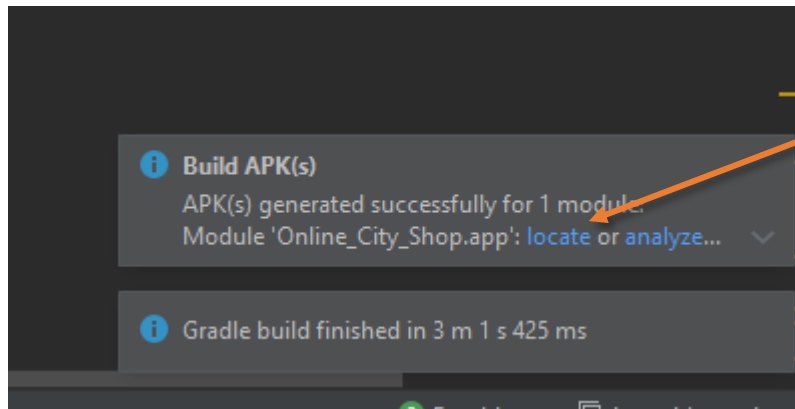 Build APK(s)
APK(s) generated successfully for 1 module.
Module 'Online_City_Shop.app': locate or analyze...
Gradle build finished in 3 m 1 s 425 ms